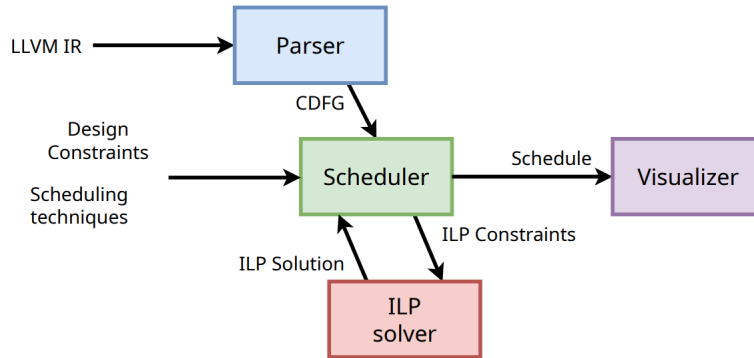 LLVM IR
Parser
CDFG
Design
Constraints
Scheduling
techniques
Scheduler
Schedule
Visualizer
ILP Solution
ILP Constraints
ILP
solver